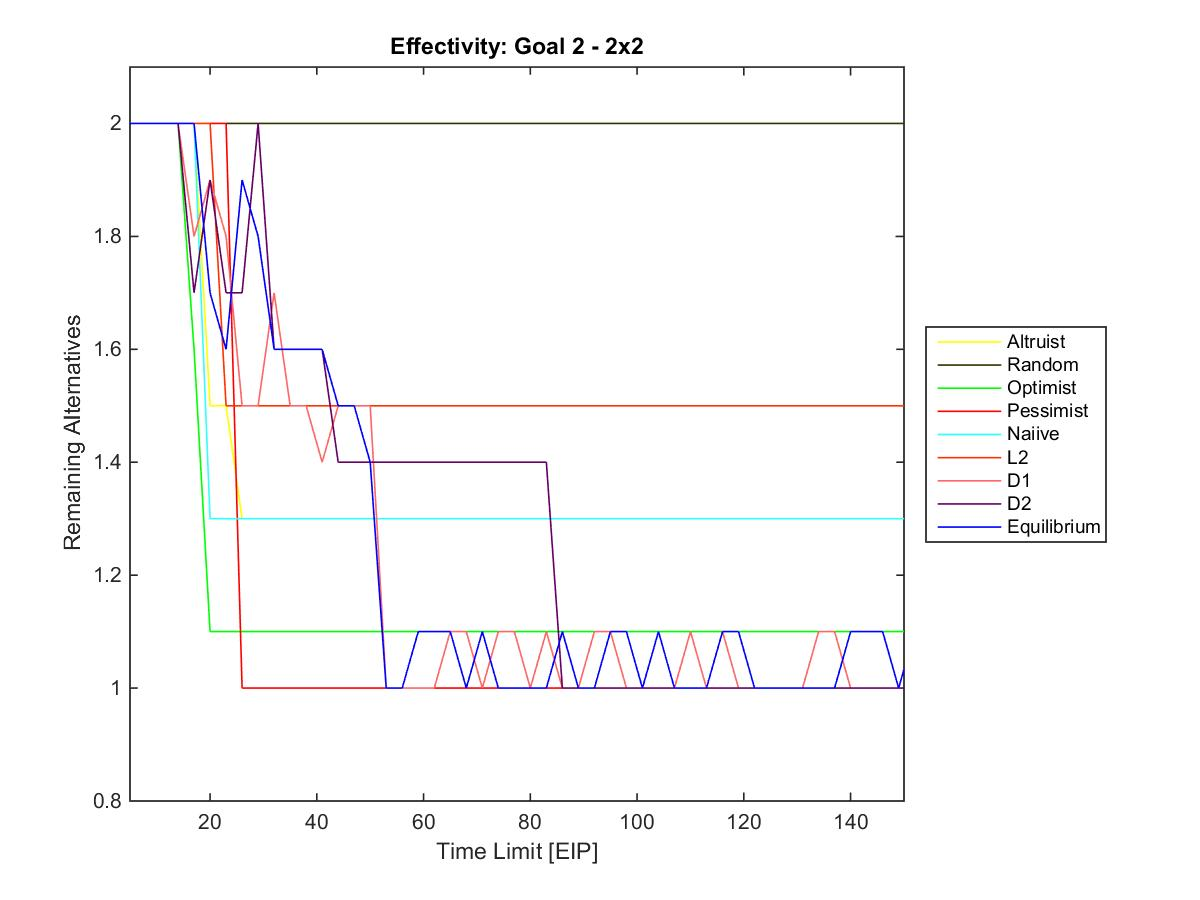 Effectivity: Goal 2 - 2x2
2
1.8
1.6
1.4
1.2
1
0.8
Remaining Alternatives
20 40 60 80 100 120 140
Time Limit [EIP]
Altruist
Random
Optimist
Pessimist
Naiive
L2
D1
D2
Equilibrium